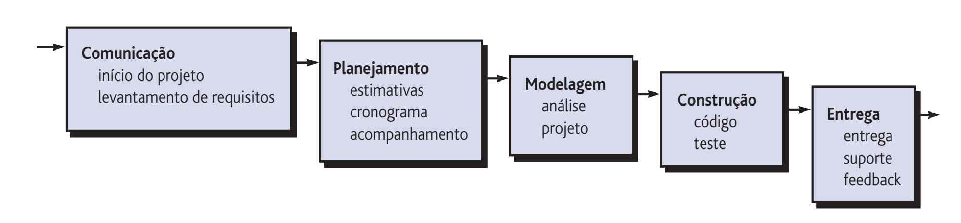 Comunicação
início do projeto
levantamento de requisitos
Planejamento
estimativas
cronograma
acompanhamento
Modelagem
análise
projeto
Construção
código
teste
Entrega
entrega
suporte
feedback